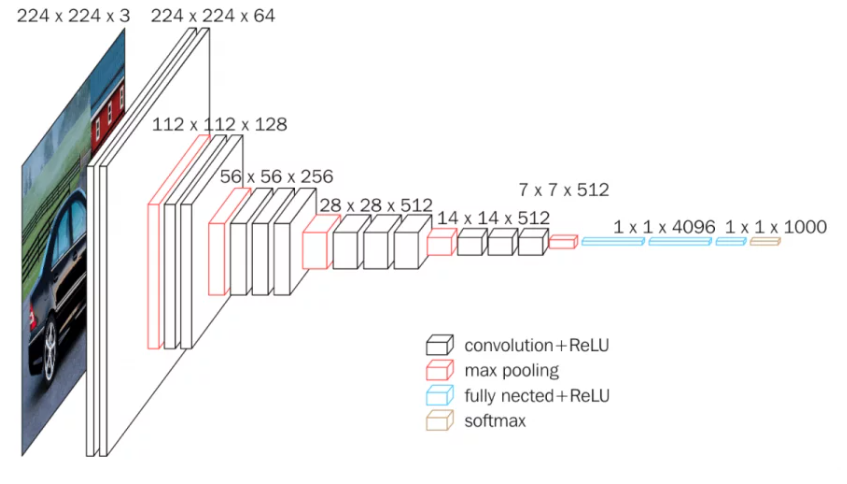 224 x 224 x 3
224 x 224 x 64
112 x 112 x 128
56 x 56 x 256
28 x 28 x 512
14 x 14 x 512
7 x 7 x 512
1 x 1 x 4096
1 x 1 x 1000
convolution+ReLU
max pooling
fully nected+ReLU
softmax